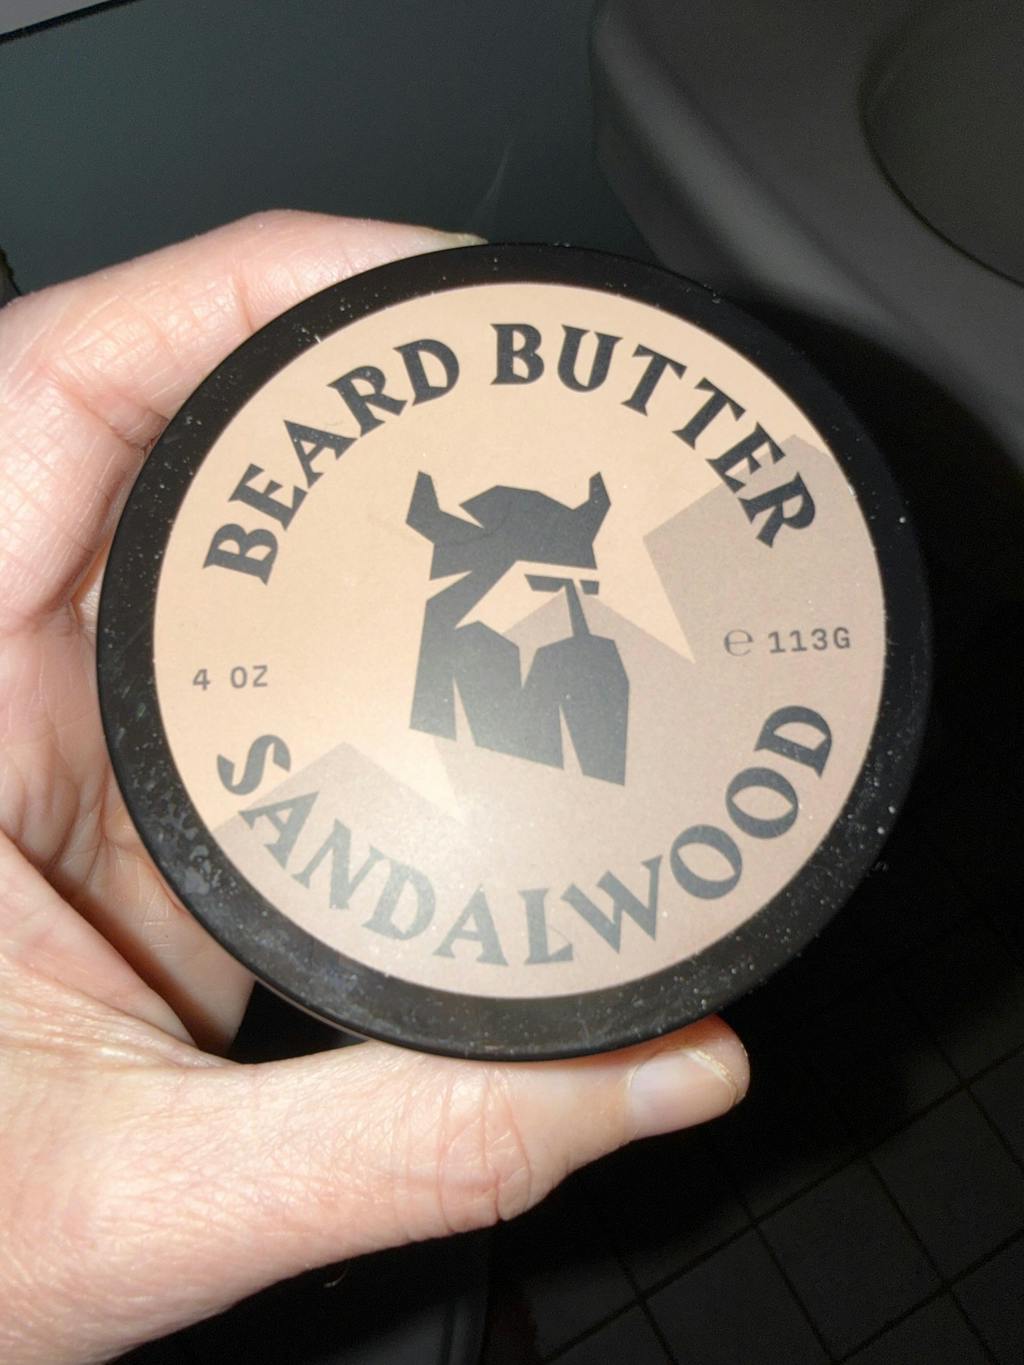 BEARD BUTTER
4 OZ
℮ 113G
SANDALWOOD